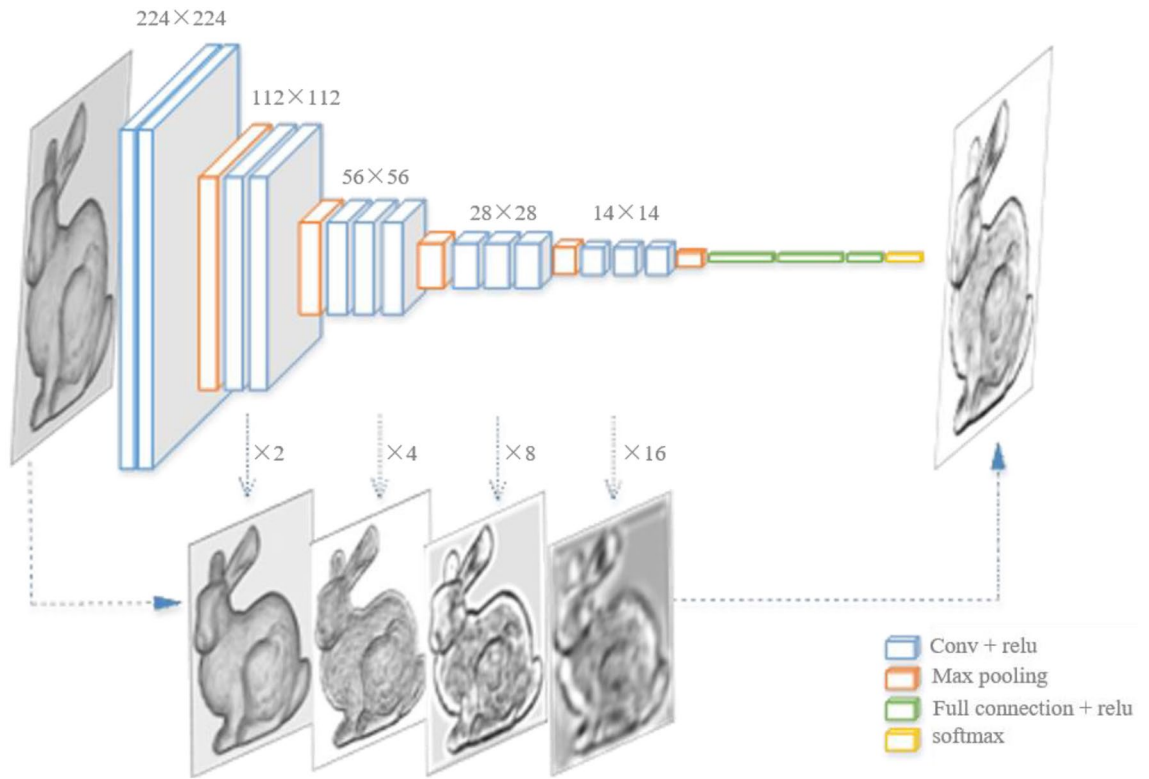 224×224
112×112
56×56
28×28
14×14
×2
×4
×8
×16
Conv + relu
Max pooling
Full connection + relu
softmax